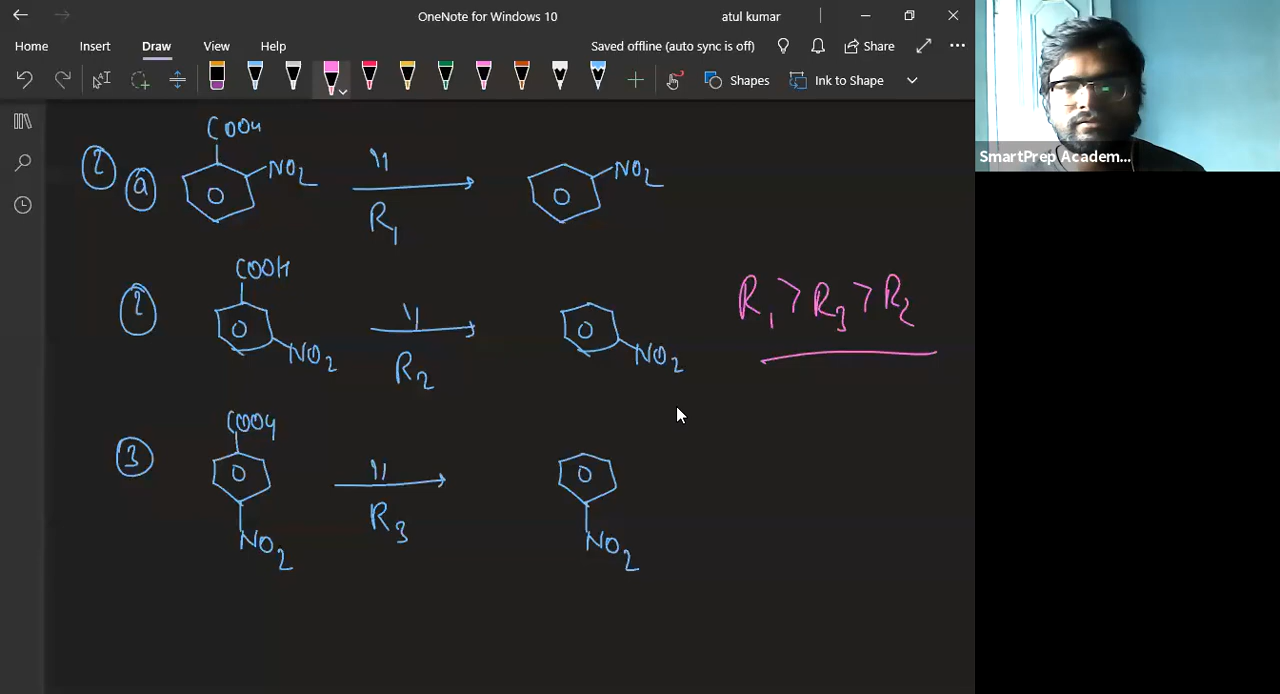 OneNote for Windows 10
atul kumar
Home Insert Draw View Help
Saved offline (auto sync is off)
Share
Shapes
Ink to Shape
SmartPrep Academ...
COOH
② ⓐ NO2 " NO2
R1
COOH
② NO2 " NO2
R2
R1 > R3 > R2
COOH
③ "
R3
NO2 NO2